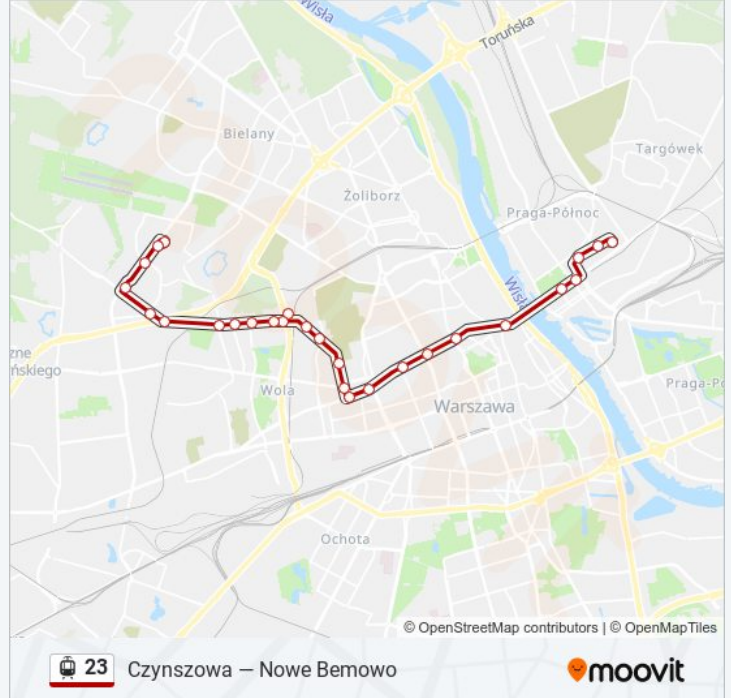 Wisła
Toruńska
Bielany
Targówek
Żoliborz
Praga-Północ
Wisła
zne
ńskiego
Wola
Praga-Po
Warszawa
Ochota
© OpenStreetMap contributors | © OpenMapTiles
23 Czynszowa — Nowe Bemowo
moovit